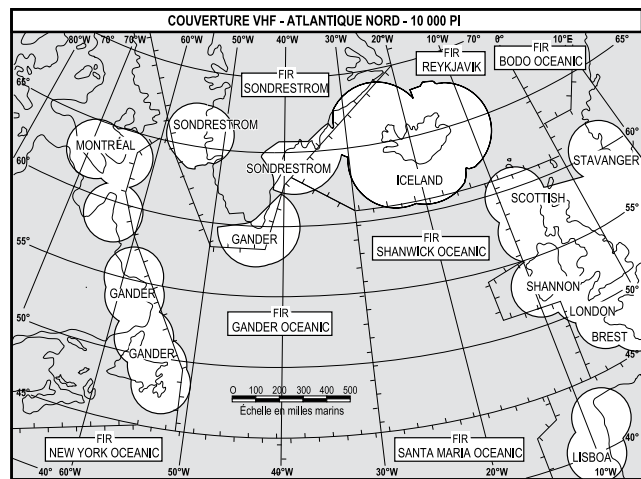 COUVERTURE VHF - ATLANTIQUE NORD - 10 000 PI
80°W 70° 60°W 50°W 40°W 30°W 20°W 10°W 0° 10°E 65°
FIR
SONDRESTROM
FIR
REYKJAVIK
FIR
BODO OCEANIC
65°
60°
55°
50°
45°
60°
55°
50°
45°
MONTRÉAL
SONDRESTROM
SONDRESTROM
ICELAND
STAVANGER
SCOTTISH
GANDER
FIR
SHANWICK OCEANIC
GANDER
SHANNON
LONDON
BREST
FIR
GANDER OCEANIC
GANDER
0 100 200 300 400 500
Échelle en milles marins
FIR
NEW YORK OCEANIC
FIR
SANTA MARIA OCEANIC
LISBOA
40° 60°W 50°W 40°W 30°W 20°W 10°W 40°